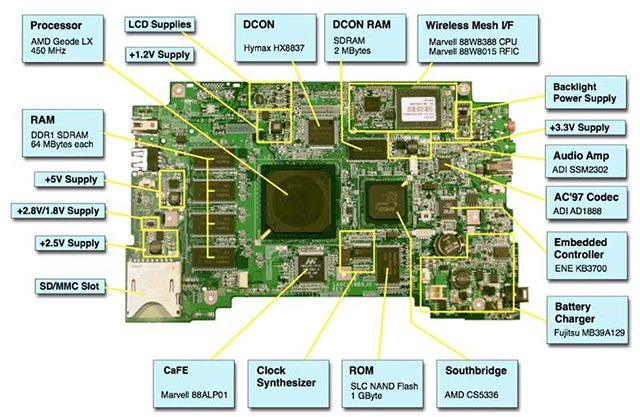 Processor
AMD Geode LX
450 MHz
LCD Supplies
+1.2V Supply
DCON
Hymax HX8837
DCON RAM
SDRAM
2 MBytes
Wireless Mesh I/F
Marvell 88W8388 CPU
Marvell 88W8015 RFIC
RAM
DDR1 SDRAM
64 MBytes each
+5V Supply
+2.8V/1.8V Supply
+2.5V Supply
SD/MMC Slot
Backlight
Power Supply
+3.3V Supply
Audio Amp
ADI SSM2302
AC'97 Codec
ADI AD1888
Embedded
Controller
ENE KB3700
Battery
Charger
Fujitsu MB39A129
CaFE
Marvell 88ALP01
Clock
Synthesizer
ROM
SLC NAND Flash
1 GByte
Southbridge
AMD CS5336